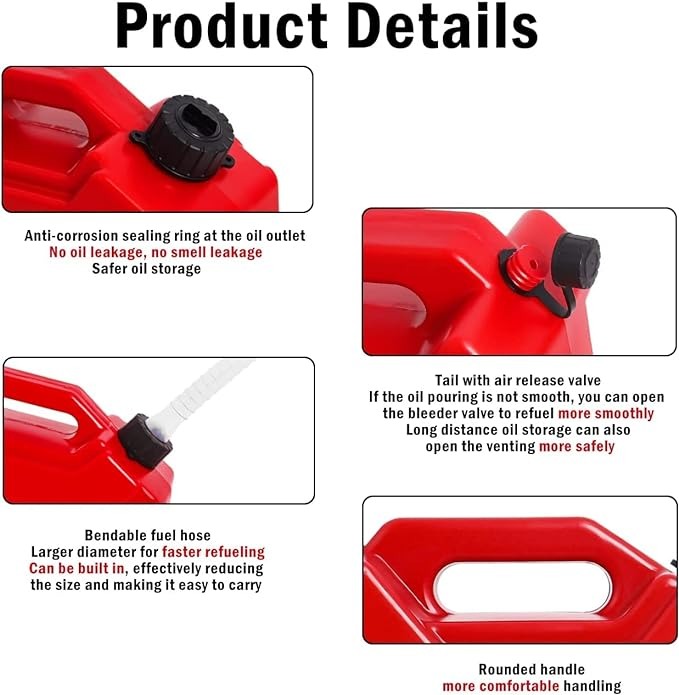 Product Details
Anti-corrosion sealing ring at the oil outlet
No oil leakage, no smell leakage
Safer oil storage
Tail with air release valve
If the oil pouring is not smooth, you can open
the bleeder valve to refuel more smoothly
Long distance oil storage can also
open the venting more safely
Bendable fuel hose
Larger diameter for faster refueling
Can be built in, effectively reducing
the size and making it easy to carry
Rounded handle
more comfortable handling